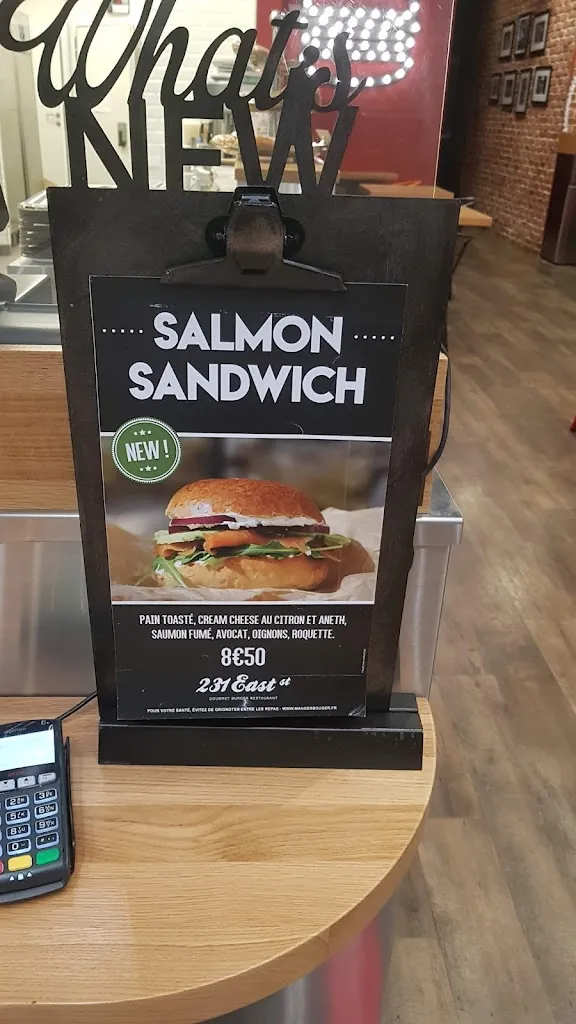 What's
NEW
SALMON
SANDWICH
NEW !
PAIN TOASTÉ, CREAM CHEESE AU CITRON ET ANETH,
SAUMON FUMÉ, AVOCAT, OIGNONS, ROQUETTE.
8€50
231 East st
GOURMET BURGER RESTAURANT
POUR VOTRE SANTÉ, ÉVITEZ DE GRIGNOTER ENTRE LES REPAS - WWW.MANGERBOUGER.FR